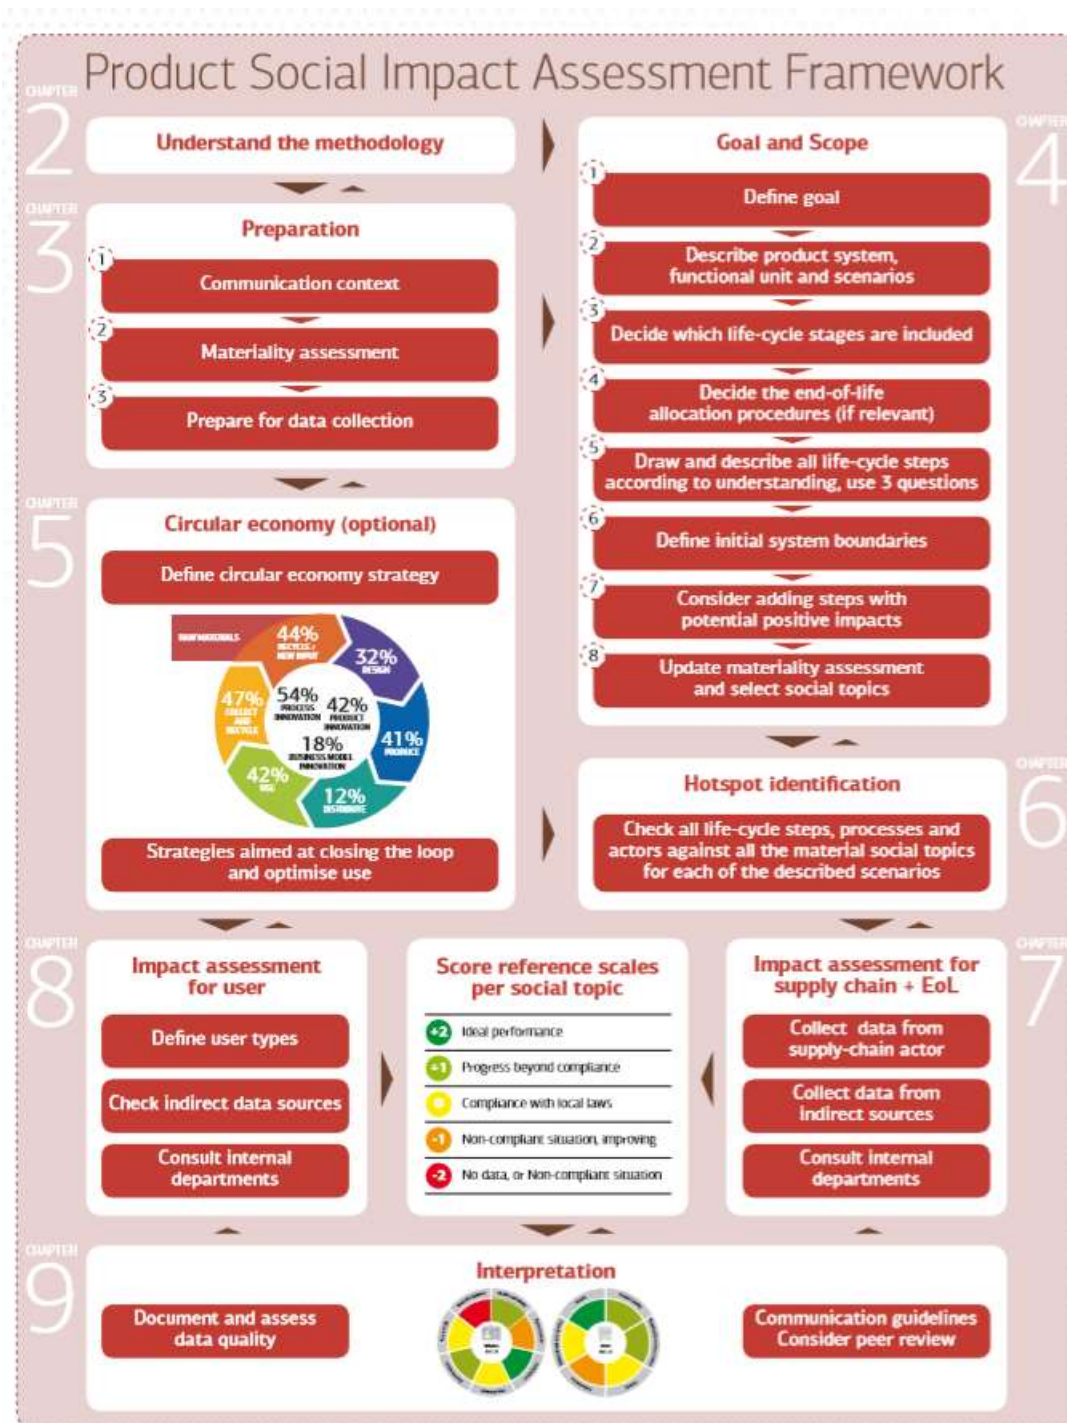 Product Social Impact Assessment Framework
CHAPTER
2
Understand the methodology
CHAPTER
3
Preparation
1
Communication context
2
Materiality assessment
3
Prepare for data collection
CHAPTER
4
Goal and Scope
1
Define goal
2
Describe product system,
functional unit and scenarios
3
Decide which life-cycle stages are included
4
Decide the end-of-life
allocation procedures (if relevant)
5
Draw and describe all life-cycle steps
according to understanding, use 3 questions
6
Define initial system boundaries
7
Consider adding steps with
potential positive impacts
8
Update materiality assessment
and select social topics
CHAPTER
5
Circular economy (optional)
Define circular economy strategy
RAW MATERIALS
44%
RECYCLE /
NEW INPUT
32%
DESIGN
41%
PRODUCE
12%
DISTRIBUTE
42%
USE
47%
COLLECT
AND
RECYCLE
54%
PROCESS
INNOVATION
42%
PRODUCT
INNOVATION
18%
BUSINESS MODEL
INNOVATION
Strategies aimed at closing the loop
and optimise use
CHAPTER
6
Hotspot identification
Check all life-cycle steps, processes and
actors against all the material social topics
for each of the described scenarios
CHAPTER
8
Impact assessment
for user
Define user types
Check indirect data sources
Consult internal
departments
Score reference scales
per social topic
+2 Ideal performance
+1 Progress beyond compliance
Compliance with local laws
-1 Non-compliant situation, improving
-2 No data, or Non-compliant situation
CHAPTER
7
Impact assessment for
supply chain + EoL
Collect data from
supply-chain actor
Collect data from
indirect sources
Consult internal
departments
CHAPTER
9
Interpretation
Document and assess
data quality
Communication guidelines
Consider peer review